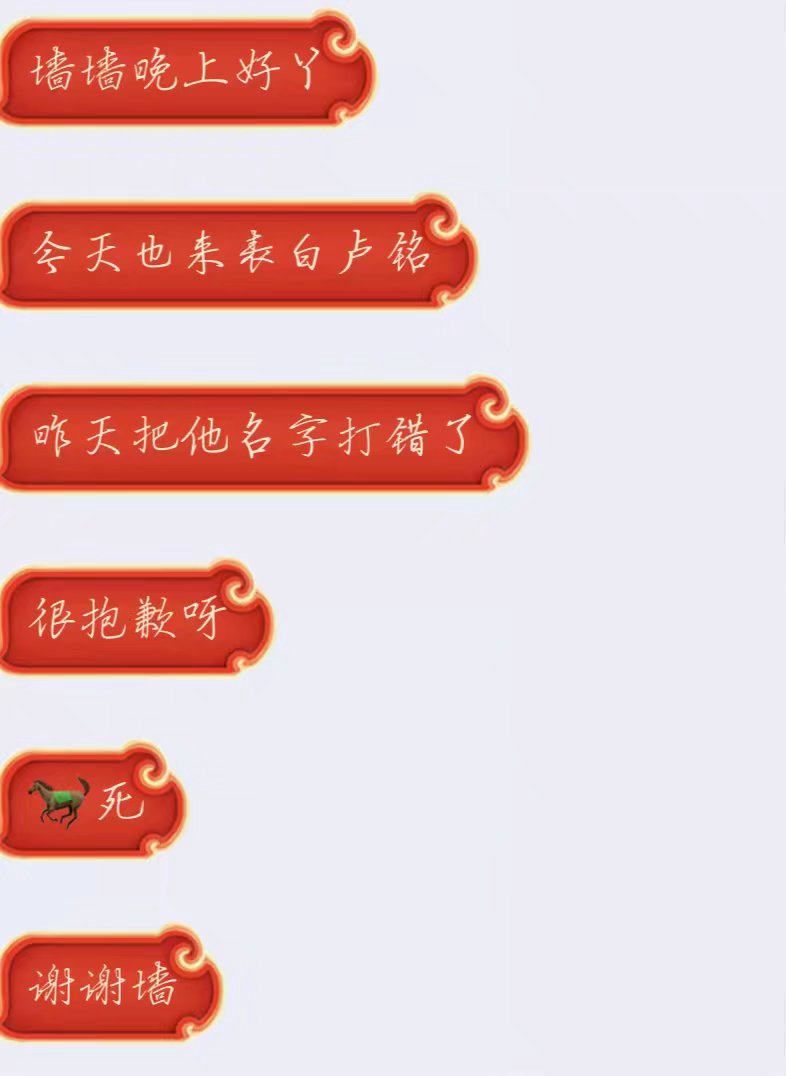 墙墙晚上好丫
今天也来表白卢铭
昨天把他名字打错了
很抱歉呀
🐎死
谢谢墙